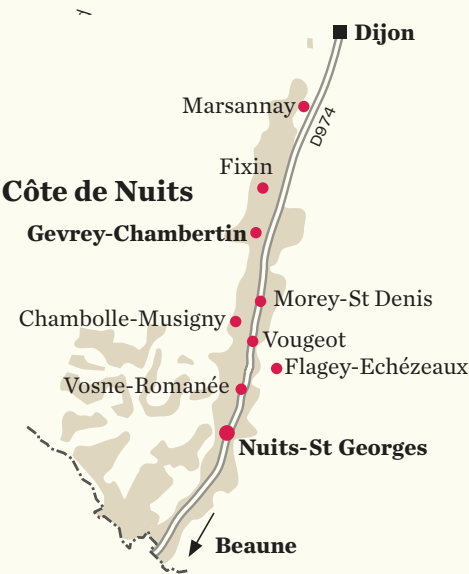 Dijon
Marsannay
D974
Fixin
Côte de Nuits
Gevrey-Chambertin
Morey-St Denis
Chambolle-Musigny
Vougeot
Flagey-Echézeaux
Vosne-Romanée
Nuits-St Georges
Beaune